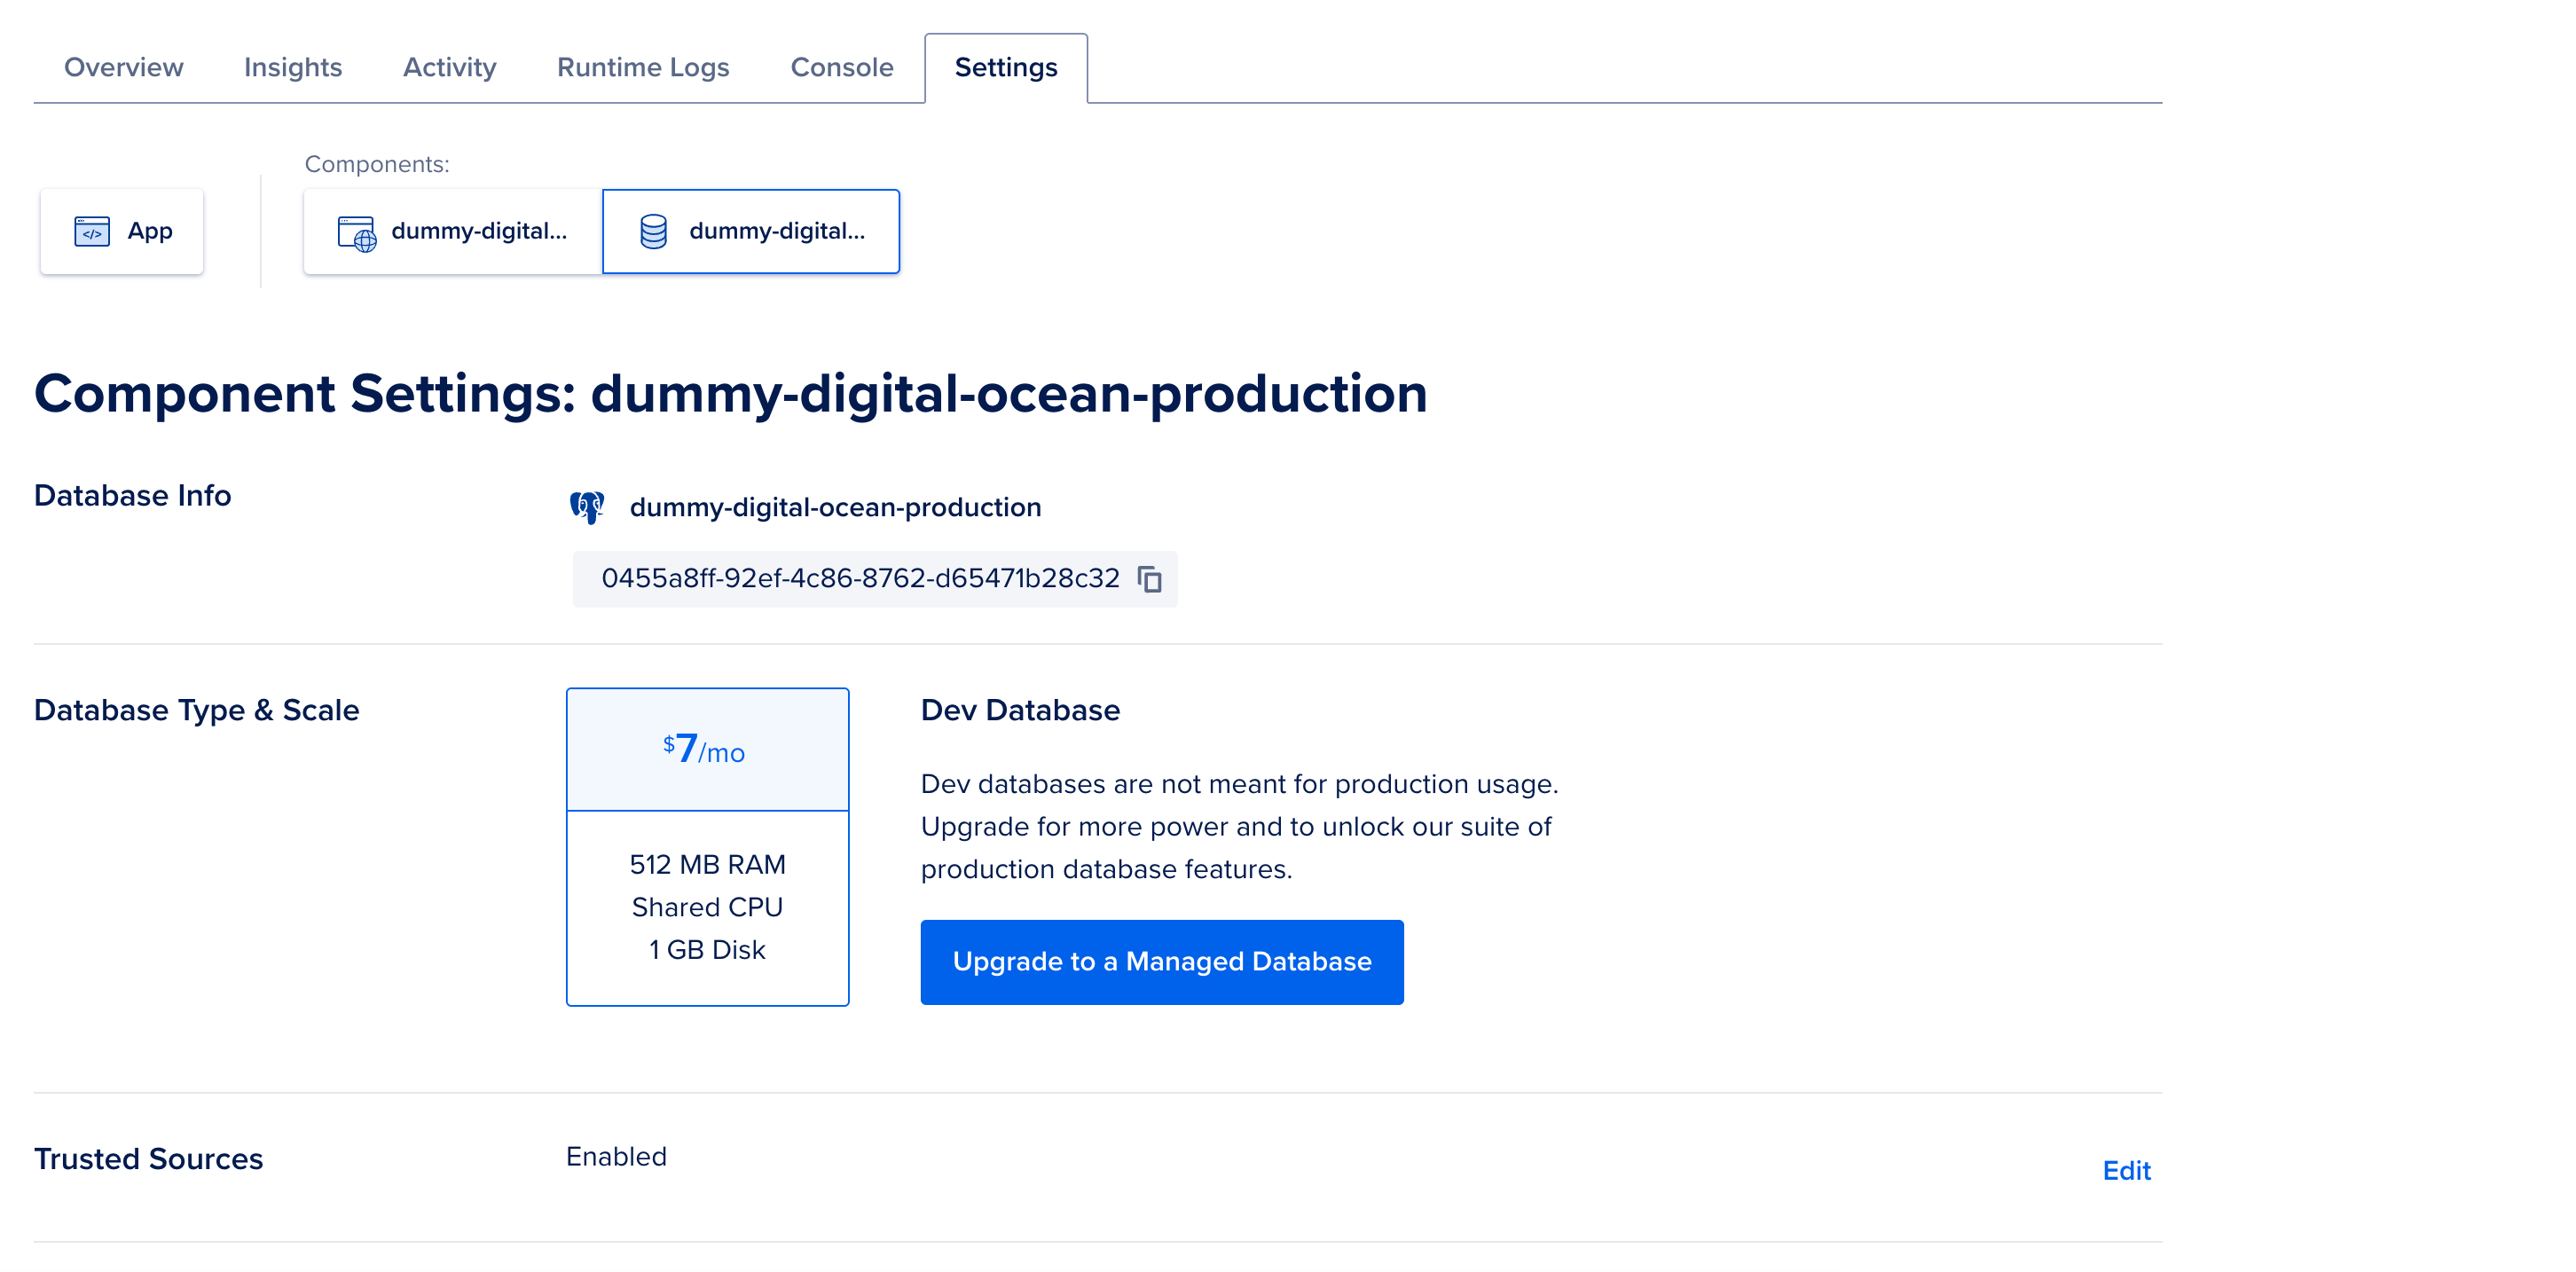 Overview Insights Activity Runtime Logs Console Settings
Components:
App dummy-digital... dummy-digital...
Component Settings: dummy-digital-ocean-production
Database Info
dummy-digital-ocean-production
0455a8ff-92ef-4c86-8762-d65471b28c32
Database Type & Scale
$7/mo
512 MB RAM
Shared CPU
1 GB Disk
Dev Database
Dev databases are not meant for production usage.
Upgrade for more power and to unlock our suite of
production database features.
Upgrade to a Managed Database
Trusted Sources
Enabled
Edit